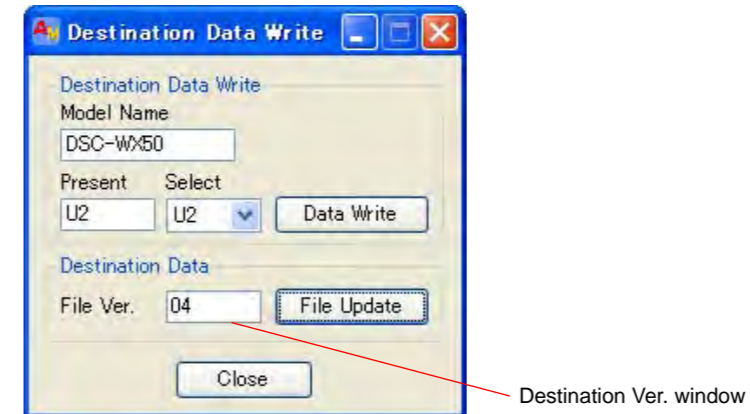 Destination Data Write
Destination Data Write
Model Name
DSC-WX50
Present Select
U2 U2 Data Write
Destination Data
File Ver. 04 File Update
Close
Destination Ver. window